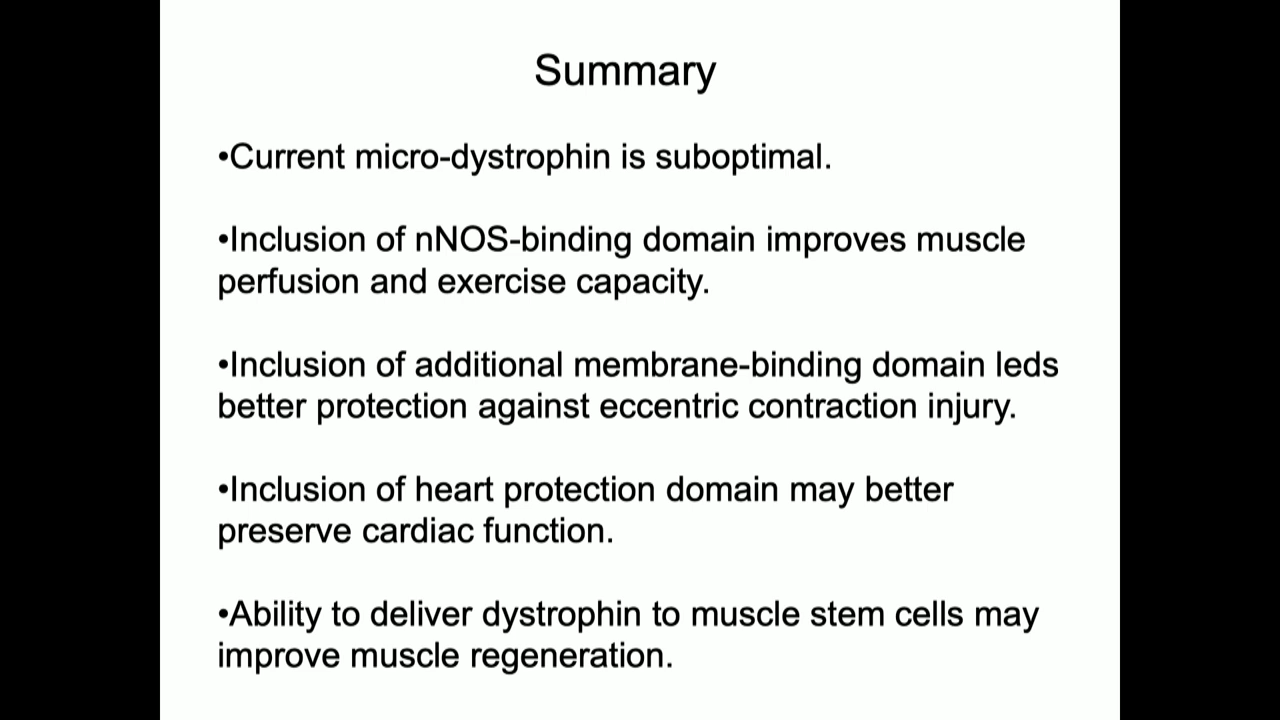 Summary
•Current micro-dystrophin is suboptimal.
•Inclusion of nNOS-binding domain improves muscle
perfusion and exercise capacity.
•Inclusion of additional membrane-binding domain leds
better protection against eccentric contraction injury.
•Inclusion of heart protection domain may better
preserve cardiac function.
•Ability to deliver dystrophin to muscle stem cells may
improve muscle regeneration.